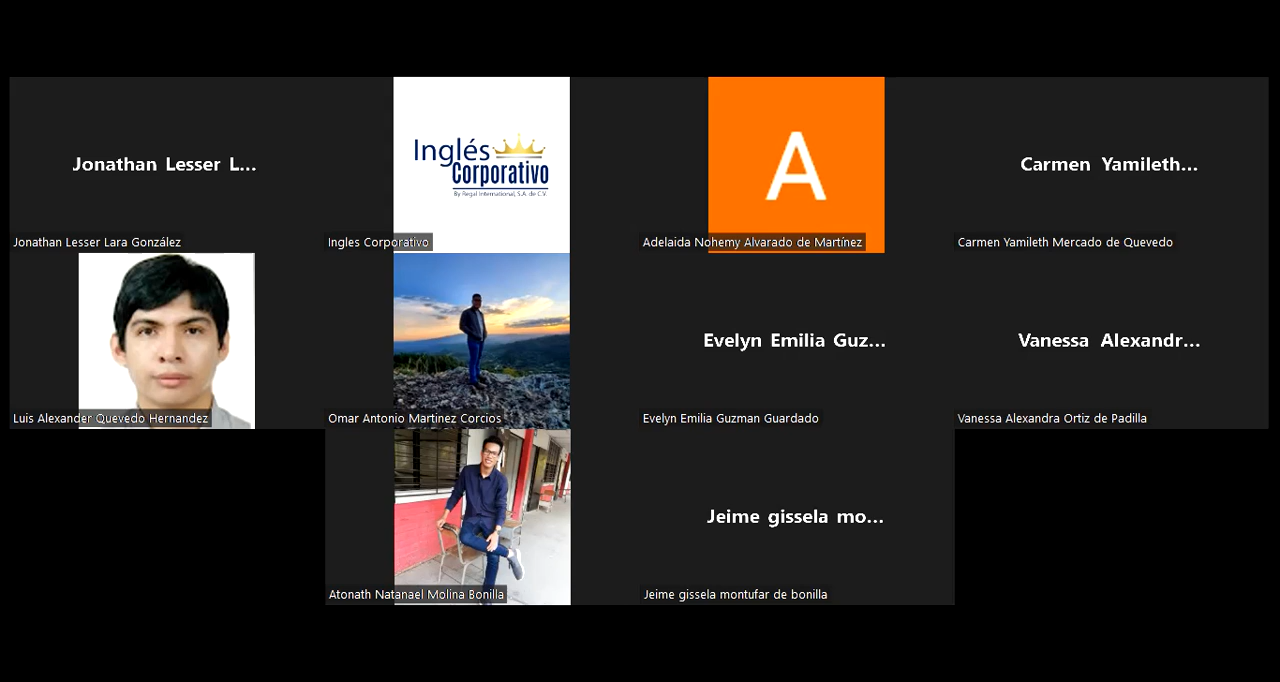 Jonathan Lesser L...
Jonathan Lesser Lara González
Inglés
Corporativo
By Regal International, S.A. de C.V.
Ingles Corporativo
A
Adelaida Nohemy Alvarado de Martínez
Carmen Yamileth...
Carmen Yamileth Mercado de Quevedo
Luis Alexander Quevedo Hernandez
Omar Antonio Martinez Corcios
Evelyn Emilia Guz...
Evelyn Emilia Guzman Guardado
Vanessa Alexandr...
Vanessa Alexandra Ortiz de Padilla
Atonath Natanael Molina Bonilla
Jeime gissela mo...
Jeime gissela montufar de bonilla